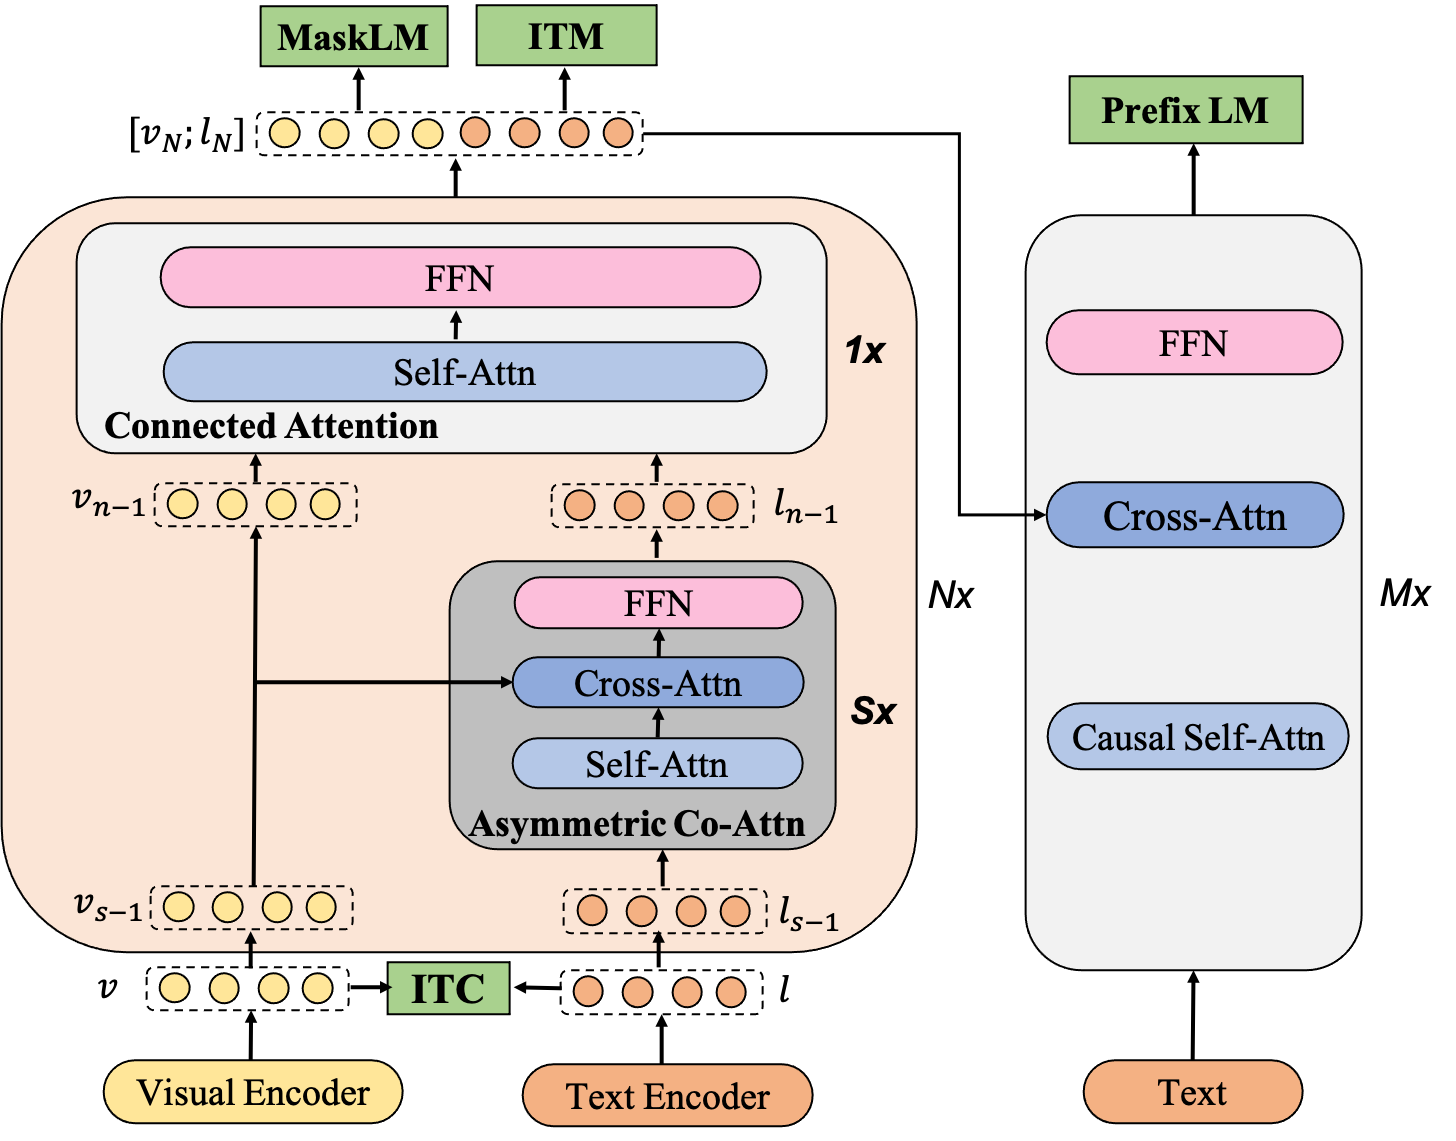 MaskLM
ITM
[v_N; l_N]
Prefix LM
FFN
Self-Attn
1x
Connected Attention
v_{n−1}
l_{n−1}
FFN
Cross-Attn
Self-Attn
Sx
Asymmetric Co-Attn
Nx
FFN
Cross-Attn
Causal Self-Attn
Mx
v_{s−1}
l_{s−1}
v
ITC
l
Visual Encoder
Text Encoder
Text